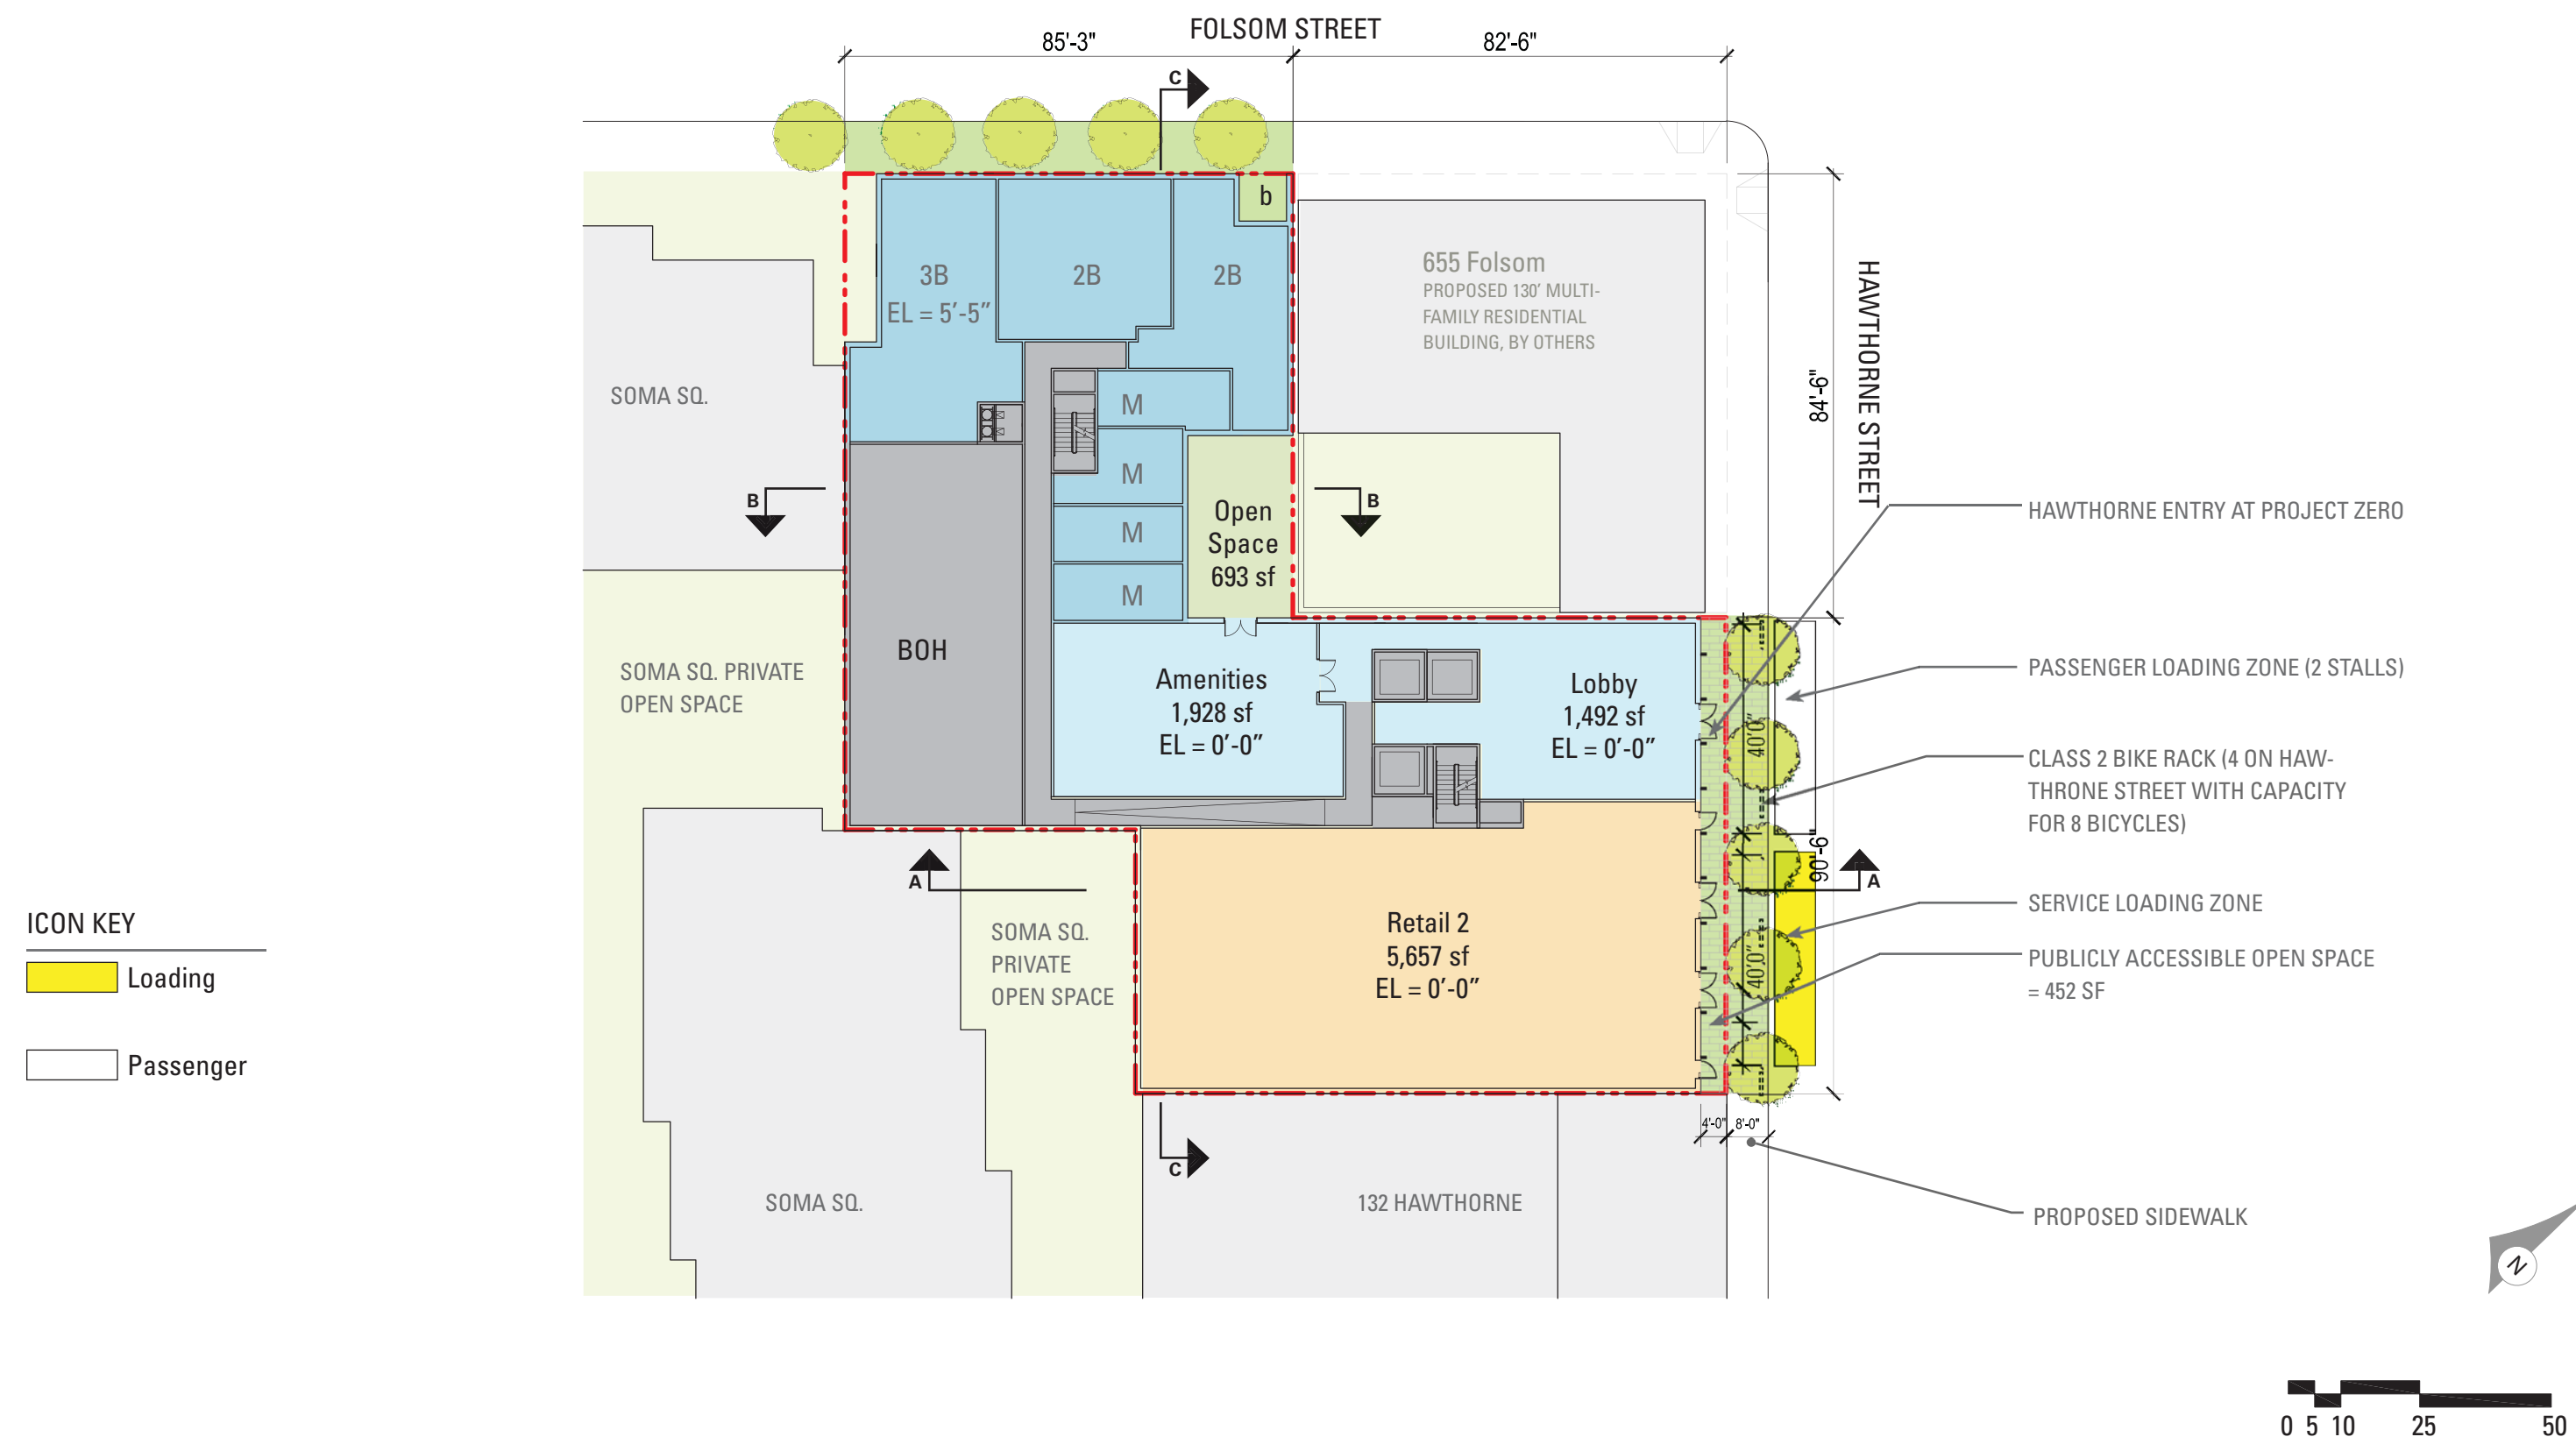 FOLSOM STREET
85'-3"
82'-6"
C
b
3B
EL = 5’-5”
2B
2B
655 Folsom
PROPOSED 130’ MULTI-
FAMILY RESIDENTIAL
BUILDING, BY OTHERS
HAWTHORNE STREET
84'-6"
SOMA SQ.
M
M
M
M
B
B
Open
Space
693 sf
HAWTHORNE ENTRY AT PROJECT ZERO
BOH
SOMA SQ. PRIVATE
OPEN SPACE
Amenities
1,928 sf
EL = 0’-0”
Lobby
1,492 sf
EL = 0’-0”
PASSENGER LOADING ZONE (2 STALLS)
40'0"
CLASS 2 BIKE RACK (4 ON HAW-
THRONE STREET WITH CAPACITY
FOR 8 BICYCLES)
90'-6"
A
A
SERVICE LOADING ZONE
ICON KEY
Loading
Passenger
SOMA SQ.
PRIVATE
OPEN SPACE
Retail 2
5,657 sf
EL = 0’-0”
40'0"
PUBLICLY ACCESSIBLE OPEN SPACE
= 452 SF
4'-0"
8'-0"
C
SOMA SQ.
132 HAWTHORNE
PROPOSED SIDEWALK
N
0 5 10 25 50